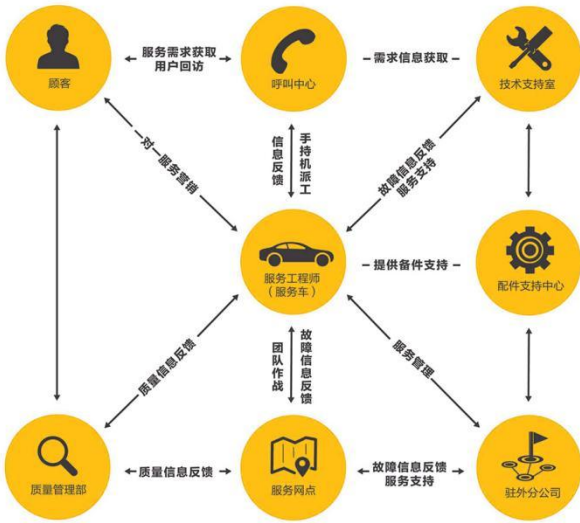 服务需求获取
用户回访
需求信息获取
顾客
呼叫中心
技术支持室
一对一服务营销
信息反馈
手持机派工
故障信息反馈
服务支持
服务工程师
(服务车)
提供备件支持
配件支持中心
质量信息反馈
团队作战
故障信息反馈
服务管理
质量管理部
质量信息反馈
服务网点
故障信息反馈
服务支持
驻外分公司